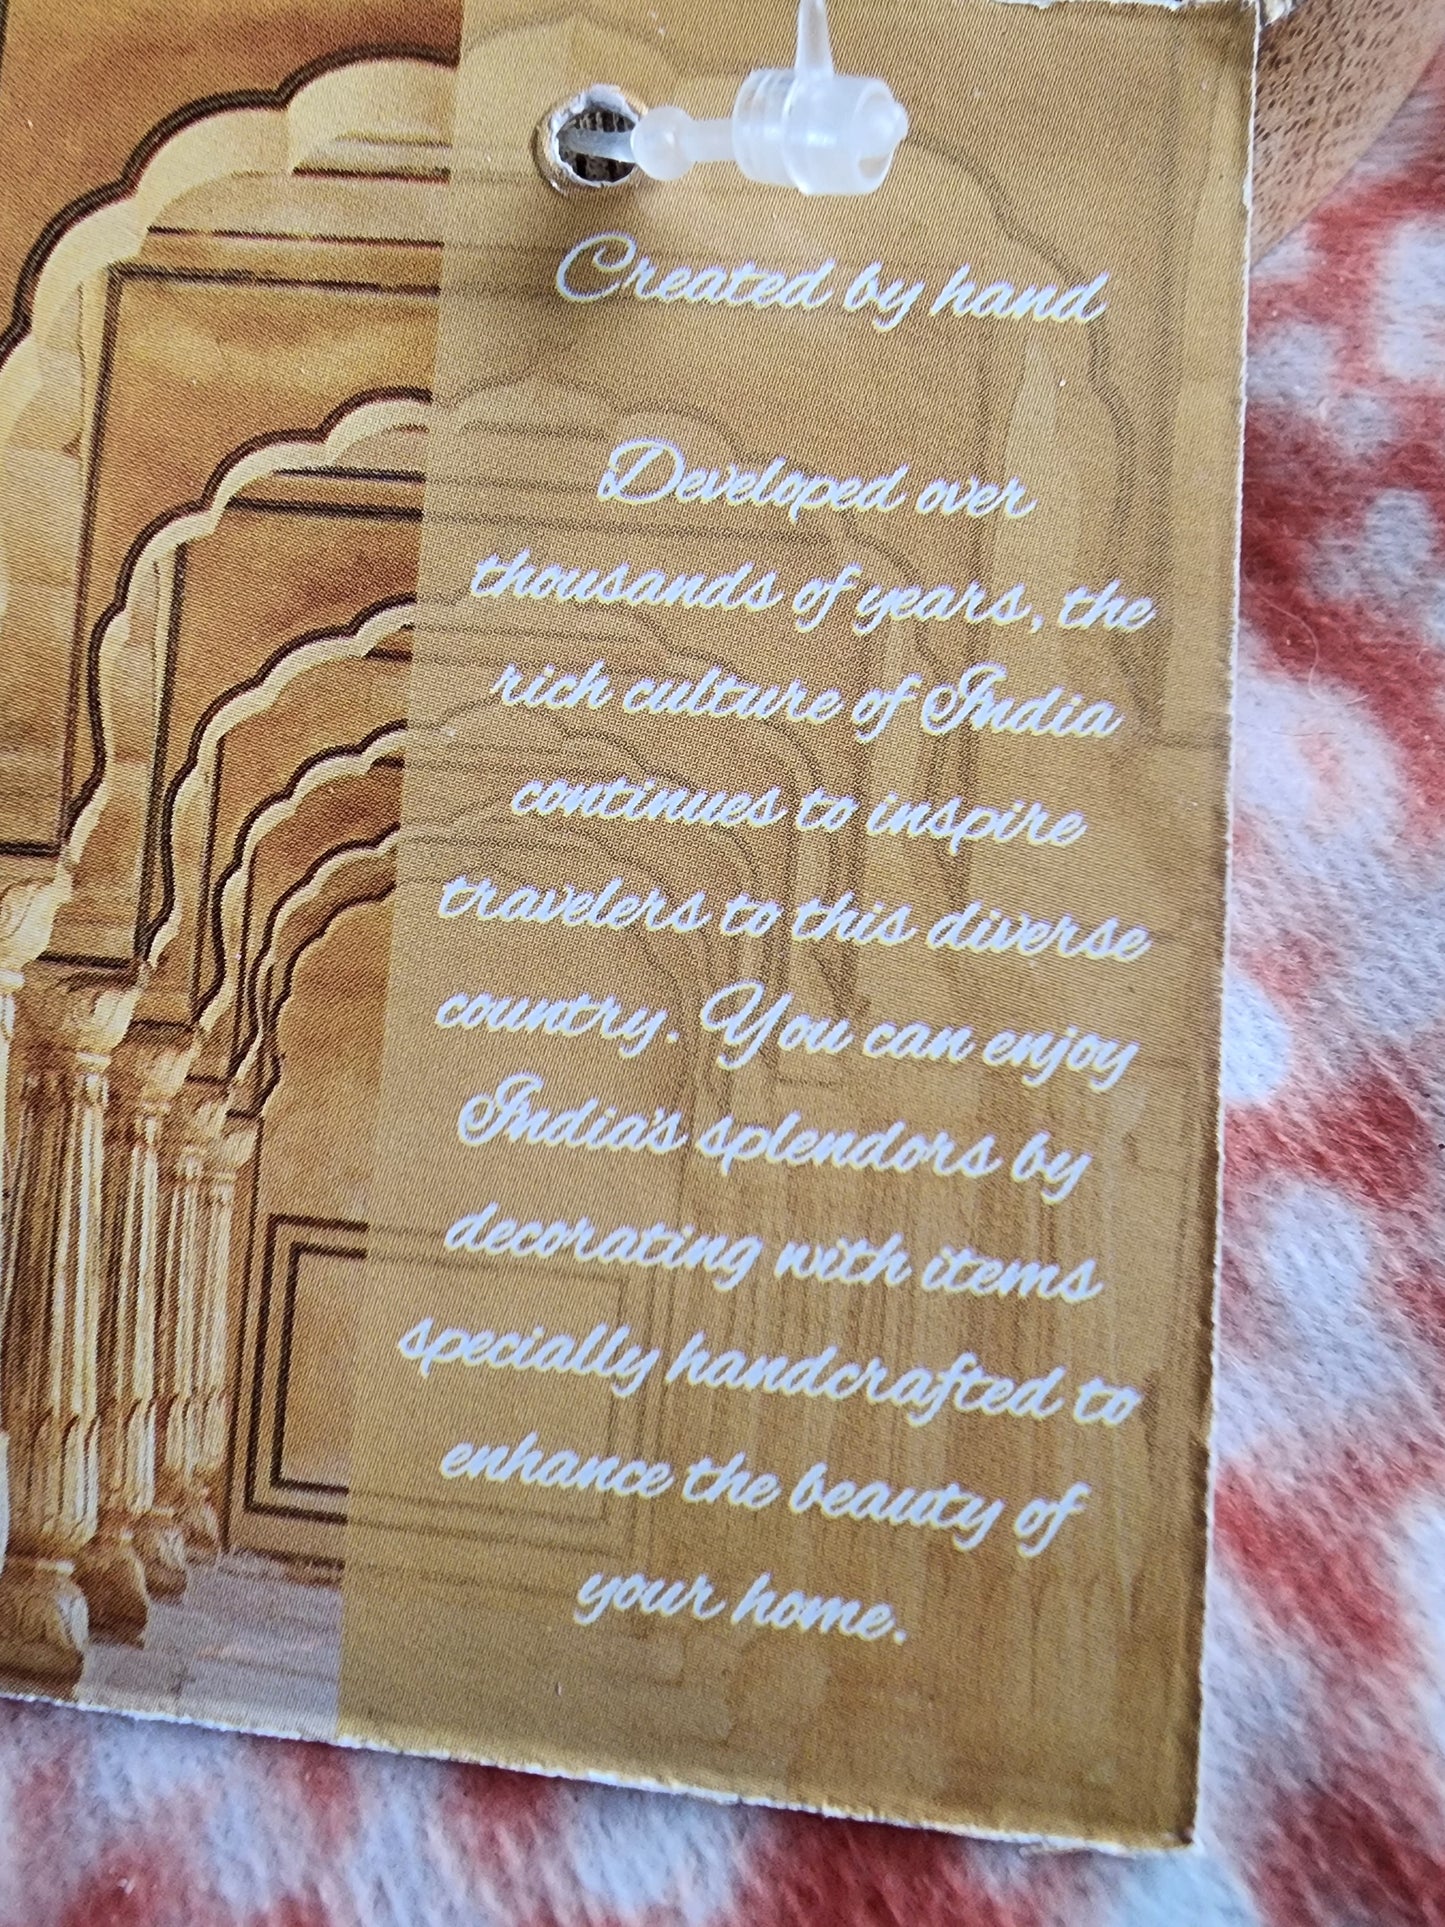 Created by hand
Developed over
thousands of years, the
rich culture of India
continues to inspire
travelers to this diverse
country. You can enjoy
India's splendors by
decorating with items
specially handcrafted to
enhance the beauty of
your home.